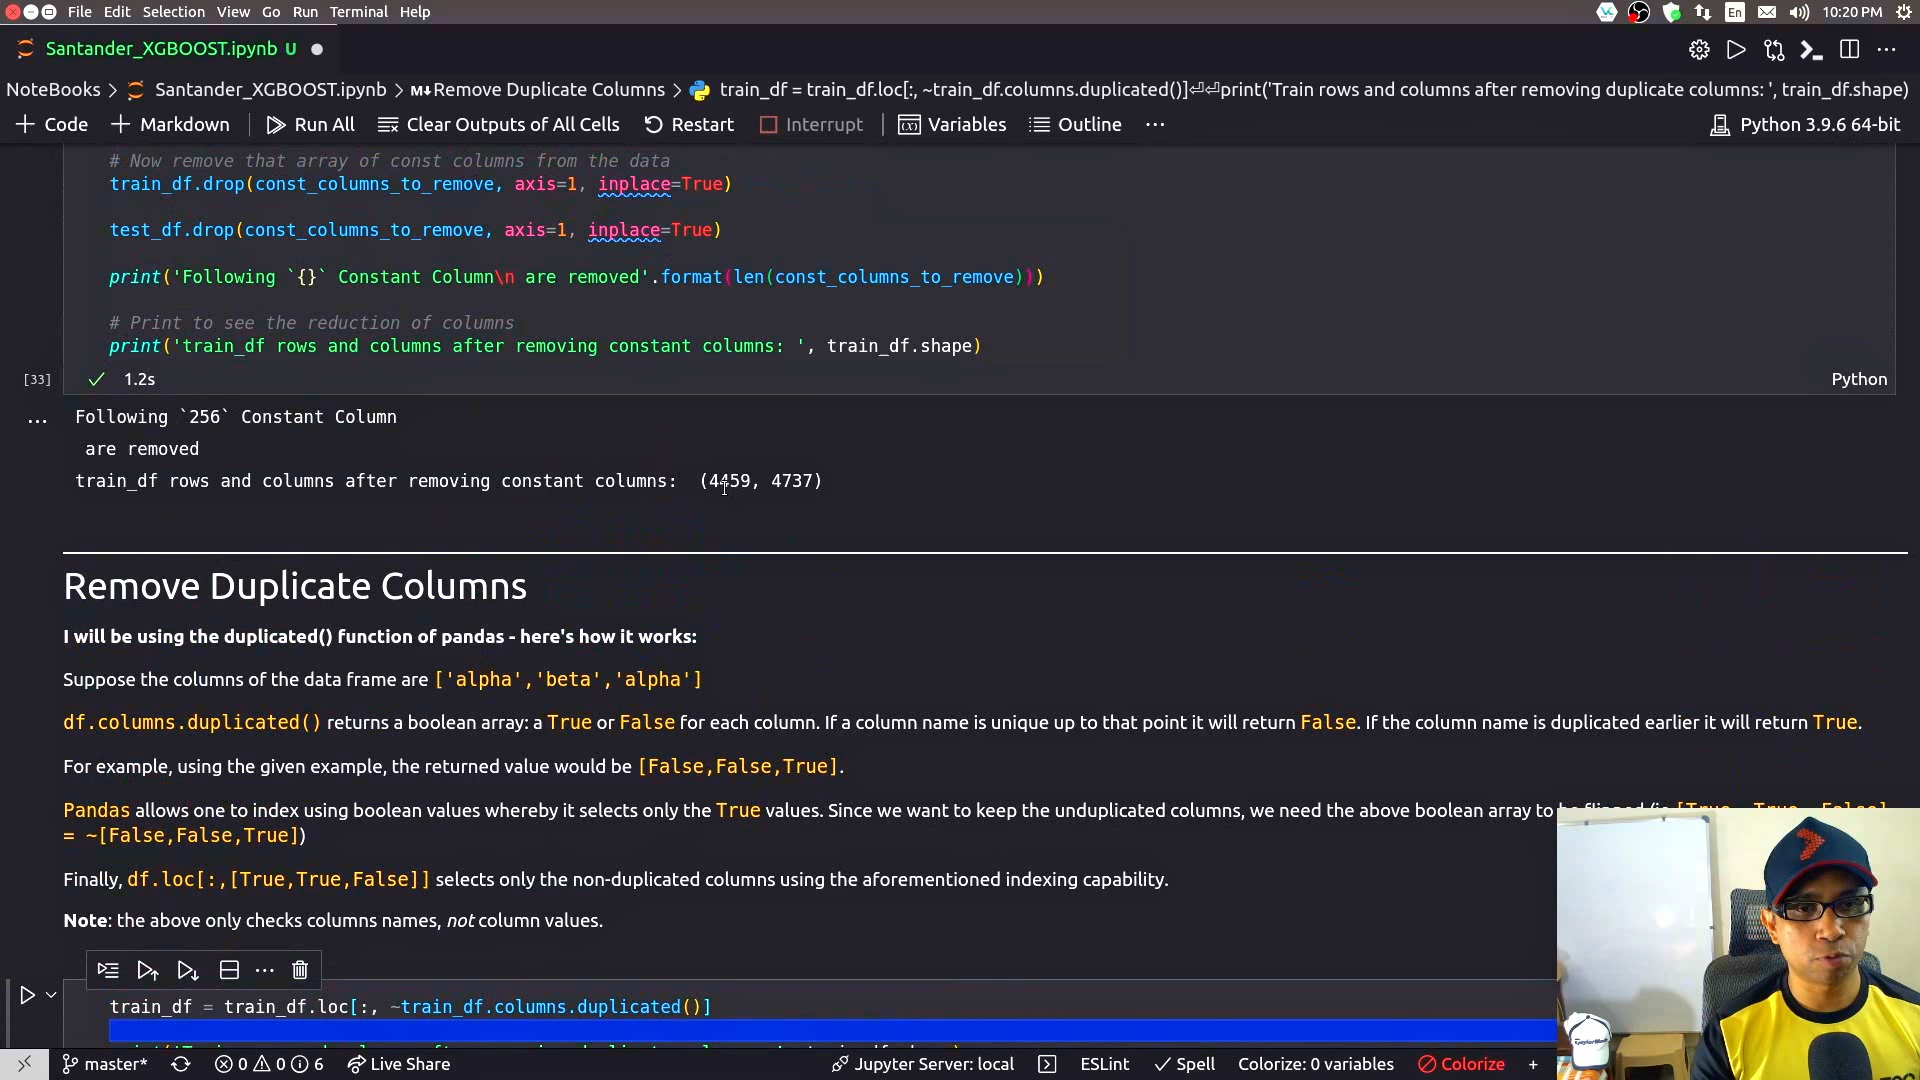 File Edit Selection View Go Run Terminal Help
En 10:20 PM
Santander_XGBOOST.ipynb U
NoteBooks > Santander_XGBOOST.ipynb > M↓Remove Duplicate Columns > train_df = train_df.loc[:, ~train_df.columns.duplicated()]⏎⏎print('Train rows and columns after removing duplicate columns: ', train_df.shape)
+ Code + Markdown Run All Clear Outputs of All Cells Restart Interrupt Variables Outline ··· Python 3.9.6 64-bit
# Now remove that array of const columns from the data
train_df.drop(const_columns_to_remove, axis=1, inplace=True)
test_df.drop(const_columns_to_remove, axis=1, inplace=True)
print('Following `{}` Constant Column\n are removed'.format(len(const_columns_to_remove)))
# Print to see the reduction of columns
print('train_df rows and columns after removing constant columns: ', train_df.shape)
[33] ✓ 1.2s Python
... Following `256` Constant Column
are removed
train_df rows and columns after removing constant columns: (4459, 4737)
Remove Duplicate Columns
I will be using the duplicated() function of pandas - here's how it works:
Suppose the columns of the data frame are ['alpha','beta','alpha']
df.columns.duplicated() returns a boolean array: a True or False for each column. If a column name is unique up to that point it will return False. If the column name is duplicated earlier it will return True.
For example, using the given example, the returned value would be [False,False,True].
Pandas allows one to index using boolean values whereby it selects only the True values. Since we want to keep the unduplicated columns, we need the above boolean array to be flipped (ie [True, True, False]
= ~[False,False,True])
Finally, df.loc[:,[True,True,False]] selects only the non-duplicated columns using the aforementioned indexing capability.
Note: the above only checks columns names, not column values.
train_df = train_df.loc[:, ~train_df.columns.duplicated()]
master* 0 0 6 Live Share Jupyter Server: local ESLint ✓ Spell Colorize: 0 variables Colorize +